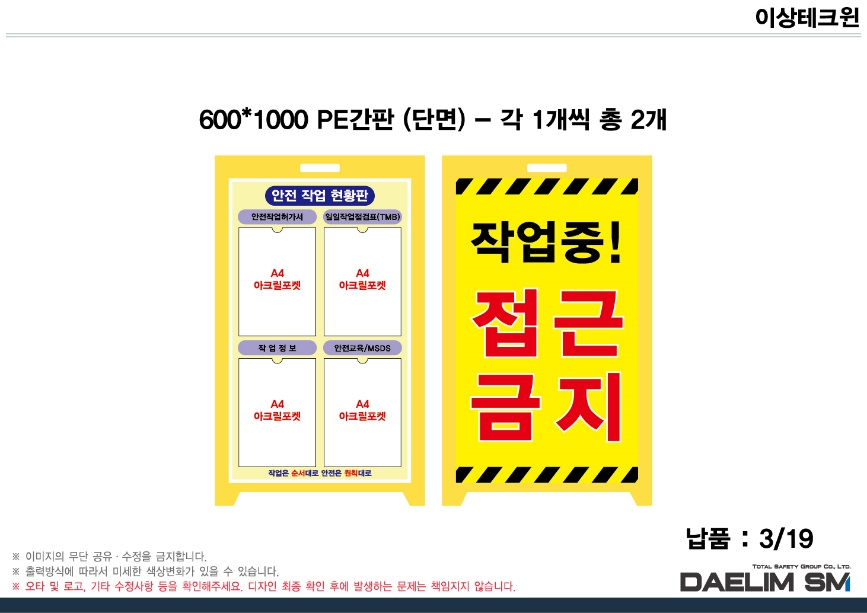 이상테크윈
600*1000 PE간판 (단면) - 각 1개씩 총 2개
안전 작업 현황판
안전작업허가서
일일작업점검표(TMB)
A4
아크릴포켓
A4
아크릴포켓
작 업 정 보
안전교육/MSDS
A4
아크릴포켓
A4
아크릴포켓
작업은 순서대로 안전은 원칙대로
작업중!
접근
금지
납품 : 3/19
※ 이미지의 무단 공유 · 수정을 금지합니다.
※ 출력방식에 따라서 미세한 색상변화가 있을 수 있습니다.
※ 오타 및 로고, 기타 수정사항 등을 확인해주세요. 디자인 최종 확인 후에 발생하는 문제는 책임지지 않습니다.
TOTAL SAFETY GROUP CO., LTD.
DAELIM SM